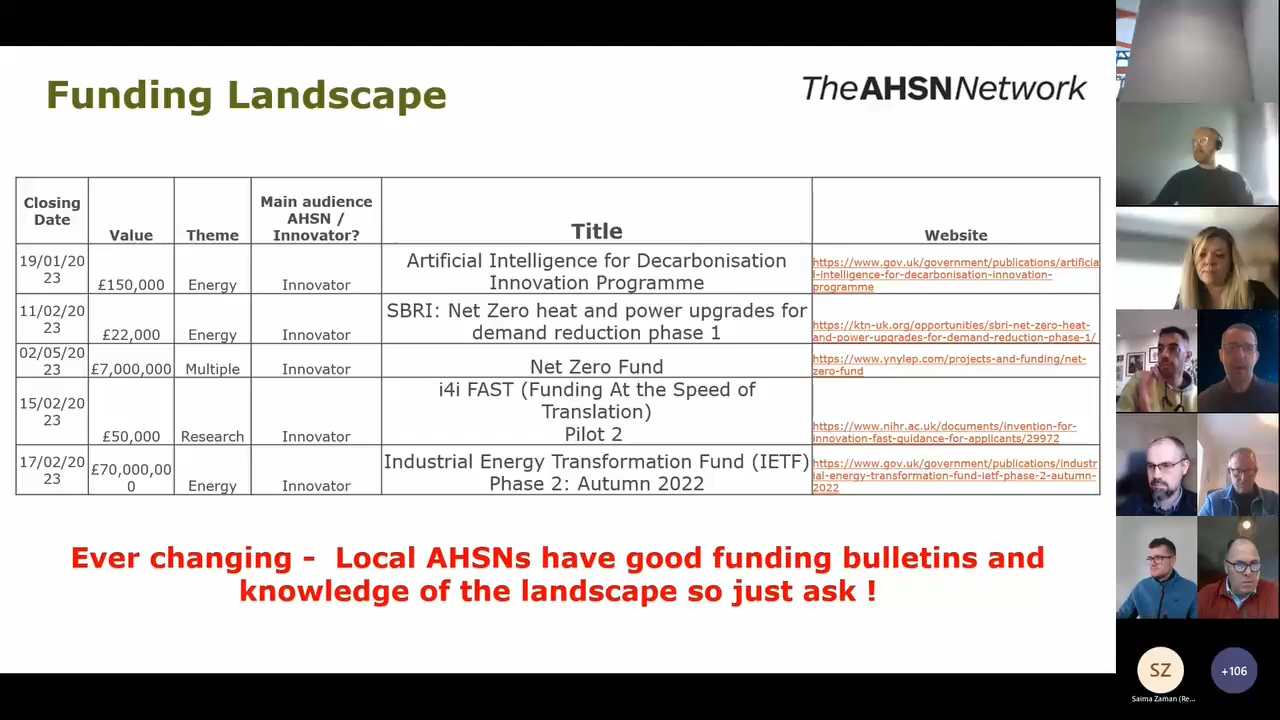 Funding Landscape
TheAHSNNetwork
Closing
Date
Value
Theme
Main audience
AHSN /
Innovator?
Title
Website
19/01/20
23
£150,000
Energy
Innovator
Artificial Intelligence for Decarbonisation
Innovation Programme
https://www.gov.uk/government/publications/artificia
l-intelligence-for-decarbonisation-innovation-
programme
11/02/20
23
£22,000
Energy
Innovator
SBRI: Net Zero heat and power upgrades for
demand reduction phase 1
https://ktn-uk.org/opportunities/sbri-net-zero-heat-
and-power-upgrades-for-demand-reduction-phase-1/
02/05/20
23
£7,000,000
Multiple
Innovator
Net Zero Fund
https://www.ynylep.com/projects-and-funding/net-
zero-fund
15/02/20
23
£50,000
Research
Innovator
i4i FAST (Funding At the Speed of
Translation)
Pilot 2
https://www.nihr.ac.uk/documents/invention-for-
innovation-fast-guidance-for-applicants/29972
17/02/20
23
£70,000,00
0
Energy
Innovator
Industrial Energy Transformation Fund (IETF)
Phase 2: Autumn 2022
https://www.gov.uk/government/publications/industr
ial-energy-transformation-fund-ietf-phase-2-autumn-
2022
Ever changing - Local AHSNs have good funding bulletins and
knowledge of the landscape so just ask !
SZ
+106
Saima Zaman (Re...